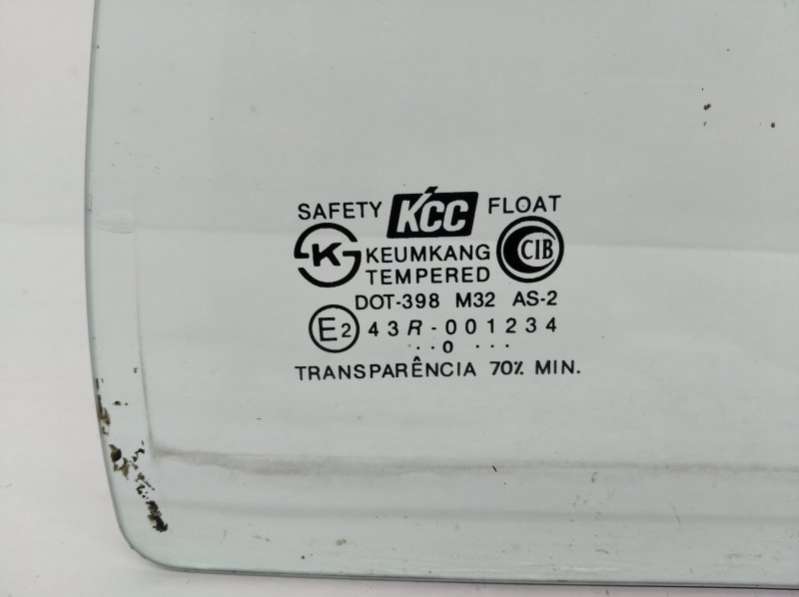 SAFETY KCC FLOAT
K KEUMKANG CIB
TEMPERED
DOT-398 M32 AS-2
E2 43R-001234
..0 ...
TRANSPARÊNCIA 70% MIN.